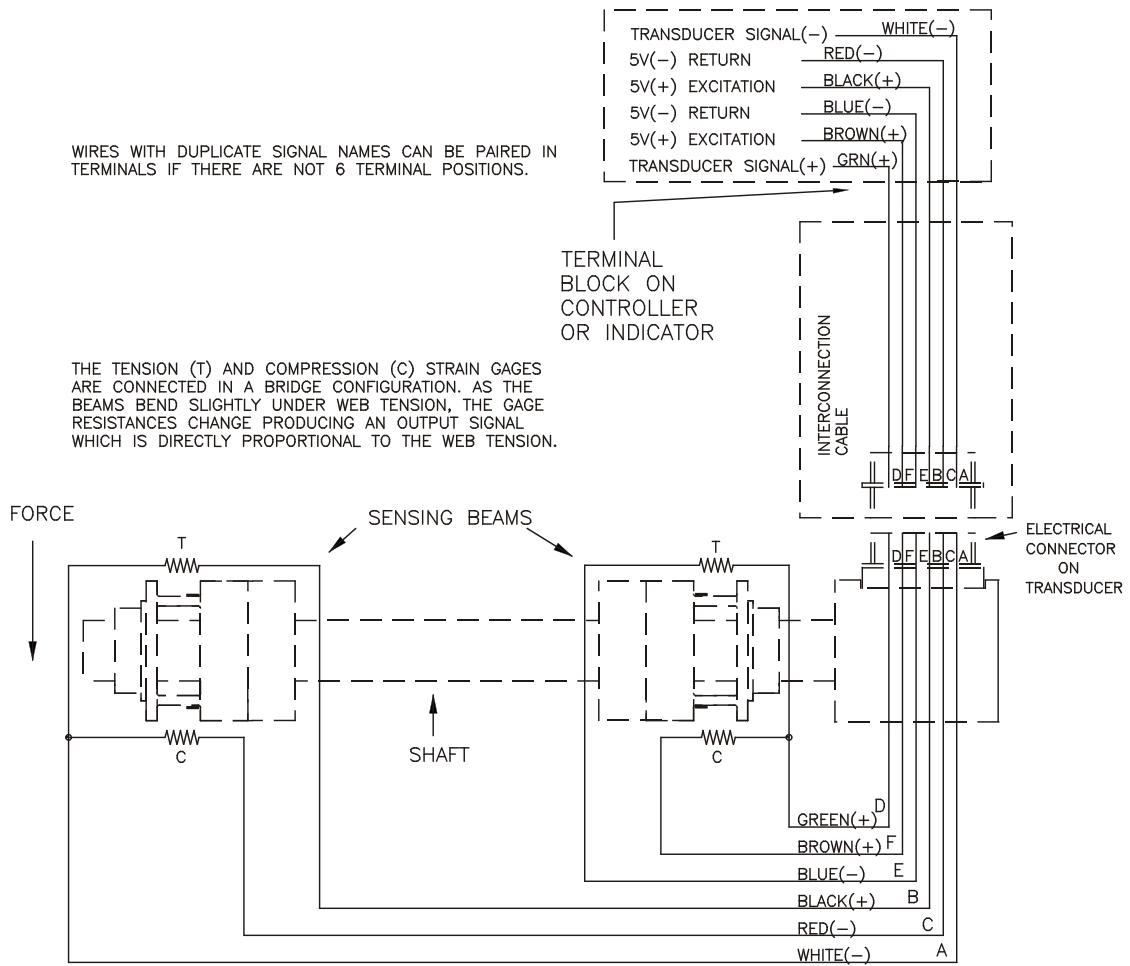 TRANSDUCER SIGNAL(-) WHITE(-)
5V(-) RETURN RED(-)
5V(+) EXCITATION BLACK(+)
5V(-) RETURN BLUE(-)
5V(+) EXCITATION BROWN(+)
TRANSDUCER SIGNAL(+) GRN(+)
WIRES WITH DUPLICATE SIGNAL NAMES CAN BE PAIRED IN
TERMINALS IF THERE ARE NOT 6 TERMINAL POSITIONS.
TERMINAL
BLOCK ON
CONTROLLER
OR INDICATOR
THE TENSION (T) AND COMPRESSION (C) STRAIN GAGES
ARE CONNECTED IN A BRIDGE CONFIGURATION. AS THE
BEAMS BEND SLIGHTLY UNDER WEB TENSION, THE GAGE
RESISTANCES CHANGE PRODUCING AN OUTPUT SIGNAL
WHICH IS DIRECTLY PROPORTIONAL TO THE WEB TENSION.
INTERCONNECTION
CABLE
D F E B C A
FORCE
SENSING BEAMS
ELECTRICAL
CONNECTOR
ON
TRANSDUCER
T
T
D F E B C A
SHAFT
C
C
GREEN(+) D
BROWN(+) F
BLUE(-) E
BLACK(+) B
RED(-) C
WHITE(-) A